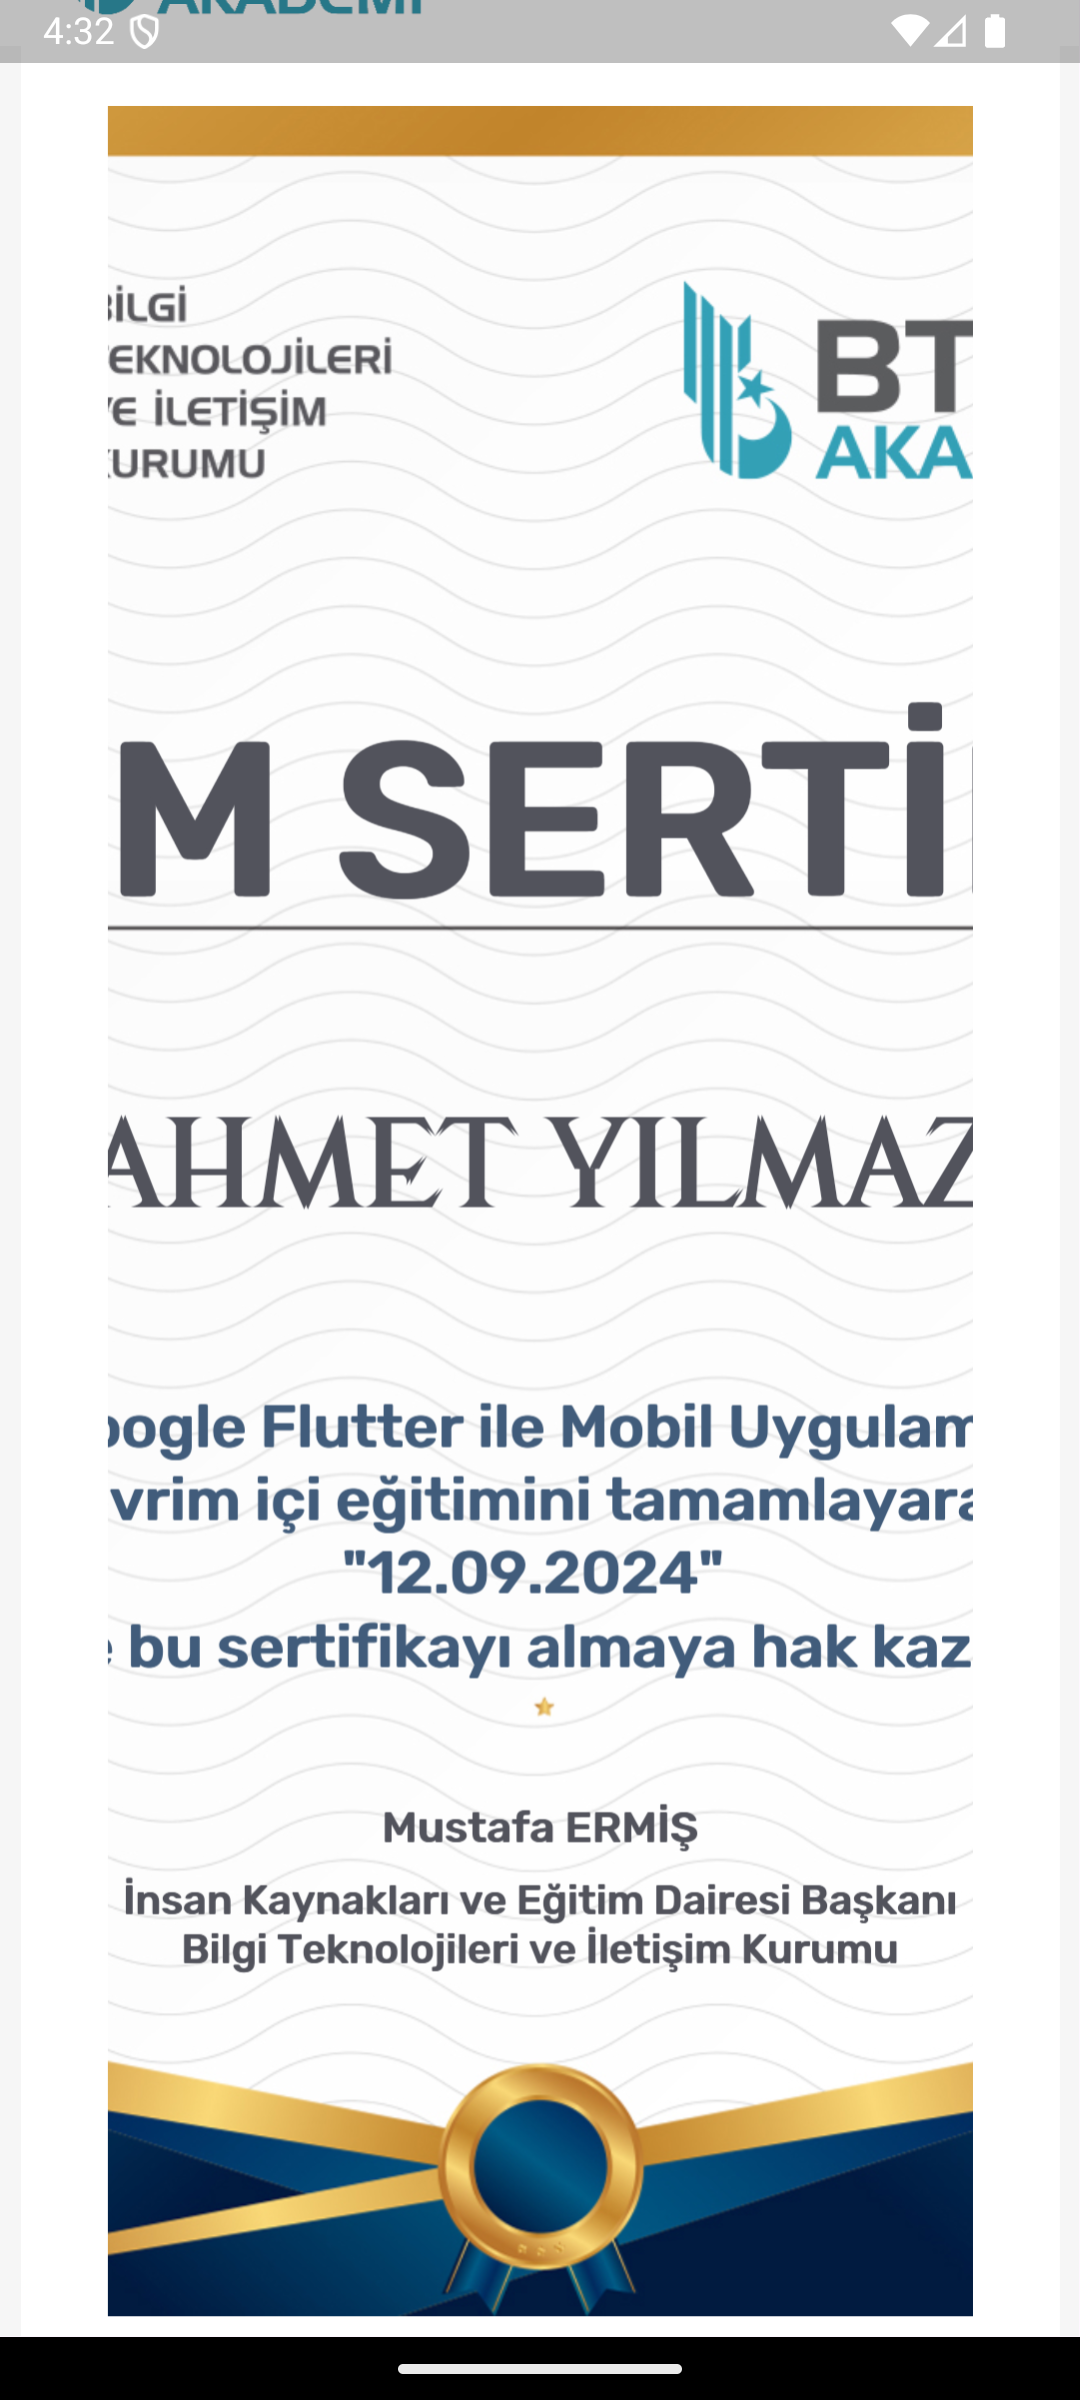 AKADEMİ
4:32
BİLGİ
TEKNOLOJİLERİ
VE İLETİŞİM
KURUMU
BT
AKA
M SERTİ
AHMET YILMAZ
oogle Flutter ile Mobil Uygulam
vrim içi eğitimini tamamlayara
"12.09.2024"
e bu sertifikayı almaya hak kaz
Mustafa ERMİŞ
İnsan Kaynakları ve Eğitim Dairesi Başkanı
Bilgi Teknolojileri ve İletişim Kurumu